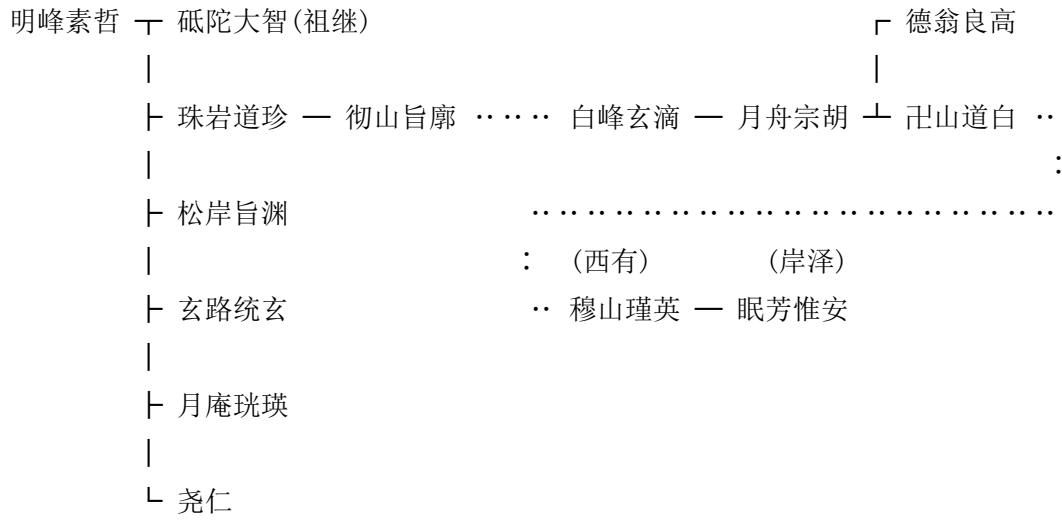 明峰素哲 ┬ 砥陀大智(祖继) ┌ 德翁良高
│ │
├ 珠岩道珍 ─ 彻山旨廓 ‥‥‥ 白峰玄滴 ─ 月舟宗胡 ┴ 卍山道白 ‥
│ :
├ 松岸旨渊 ‥‥‥‥‥‥‥‥‥‥‥‥‥‥‥‥‥‥‥
│ : (西有) (岸泽)
├ 玄路统玄 ‥ 穆山瑾英 ─ 眠芳惟安
│
├ 月庵珖瑛
│
└ 尧仁